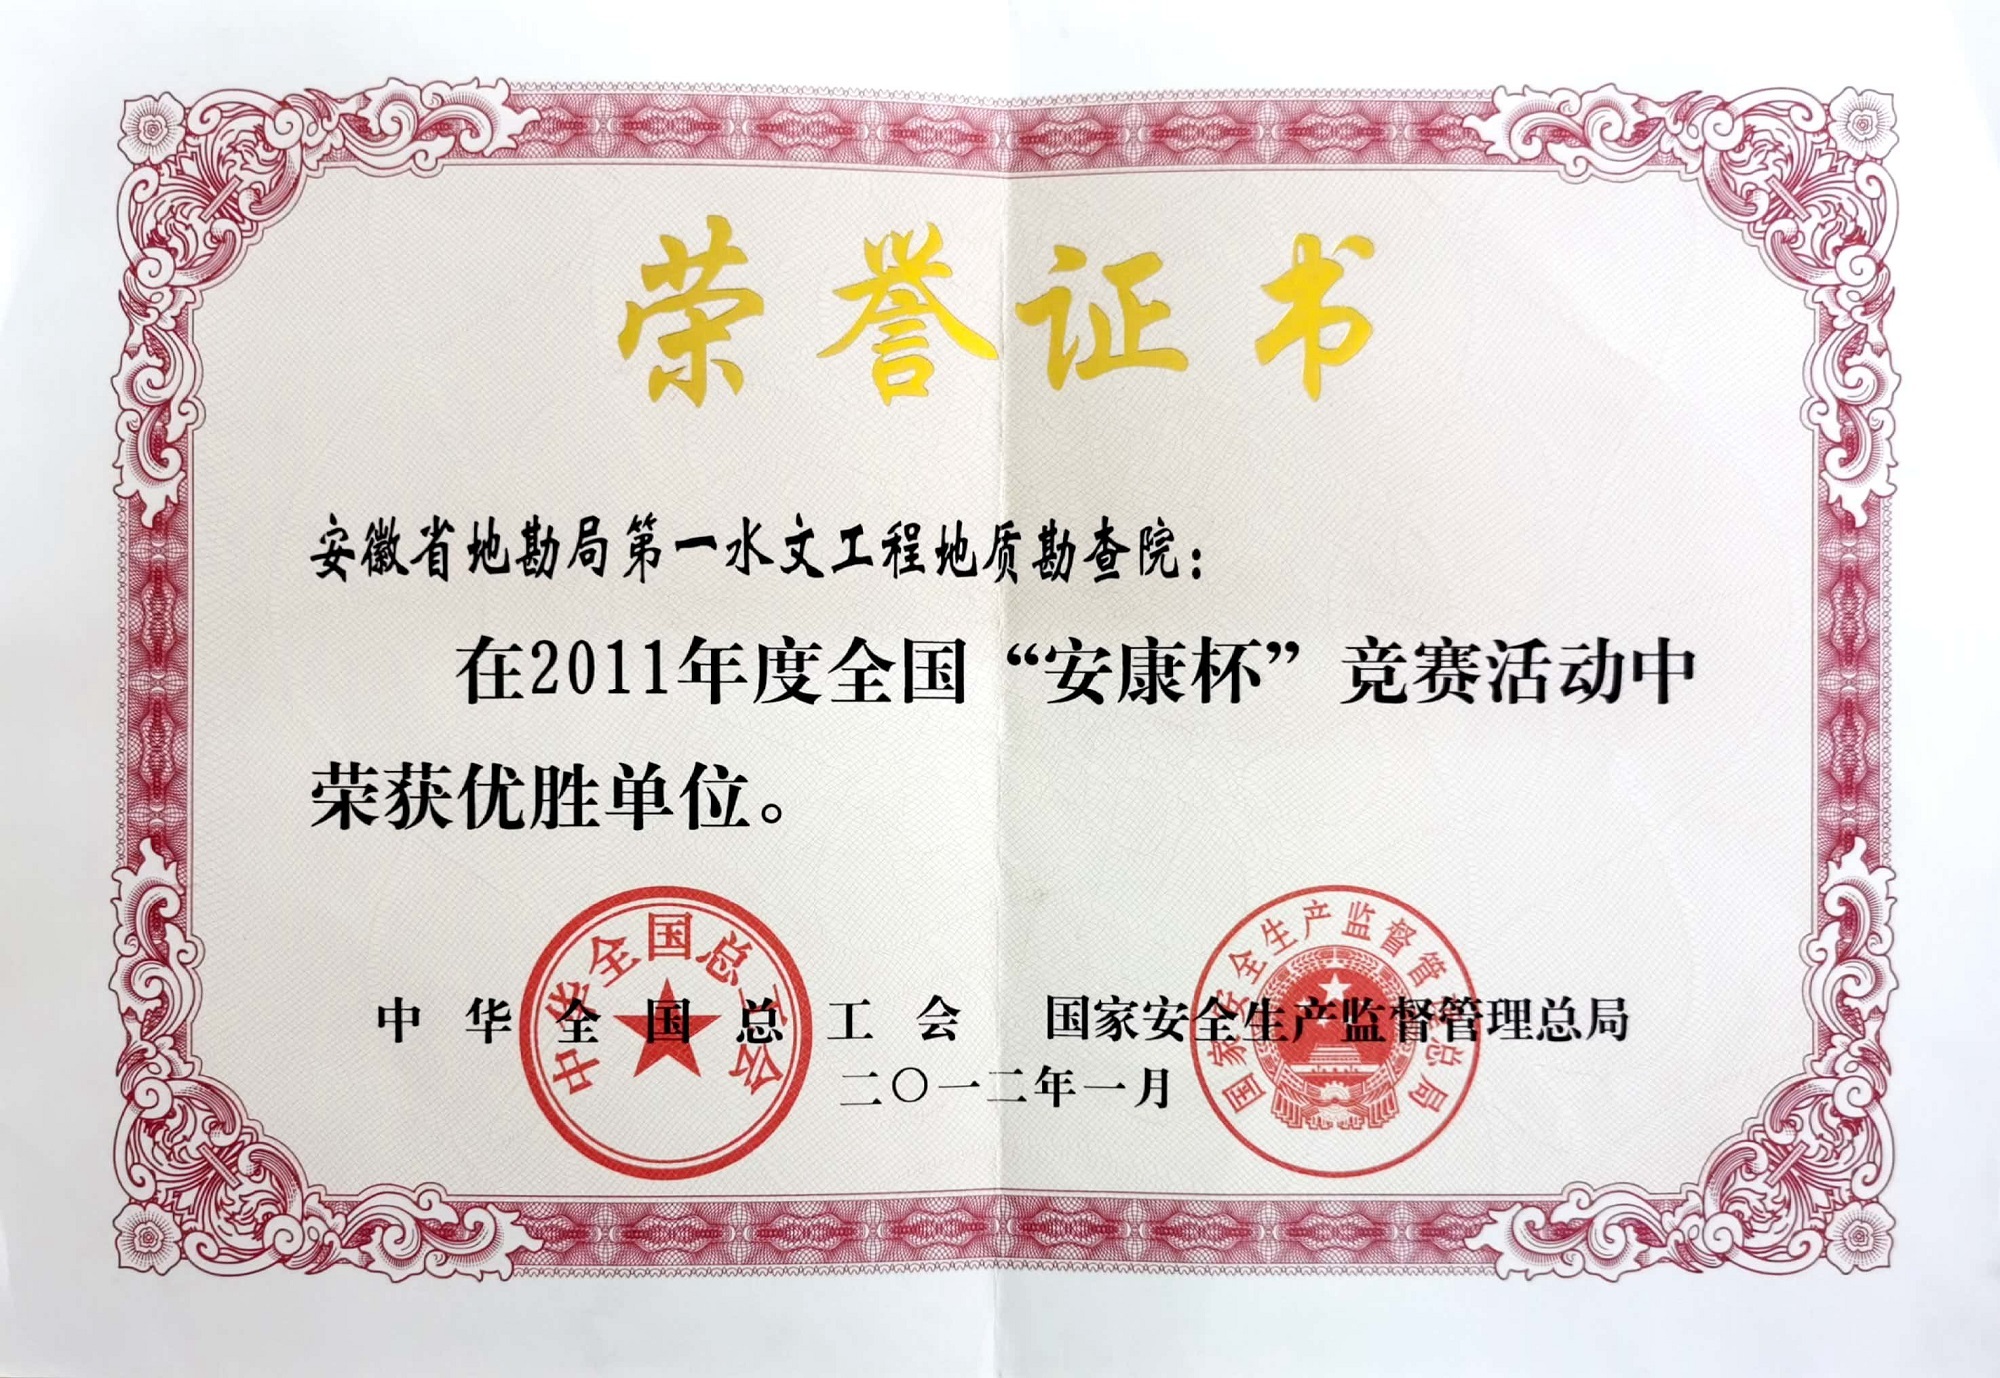 荣誉证书
安徽省地勘局第一水文工程地质勘查院：
在2011年度全国“安康杯”竞赛活动中
荣获优胜单位。
中华全国总工会 国家安全生产监督管理总局
二〇一二年一月
中华全国总工会
国家安全生产监督管理总局